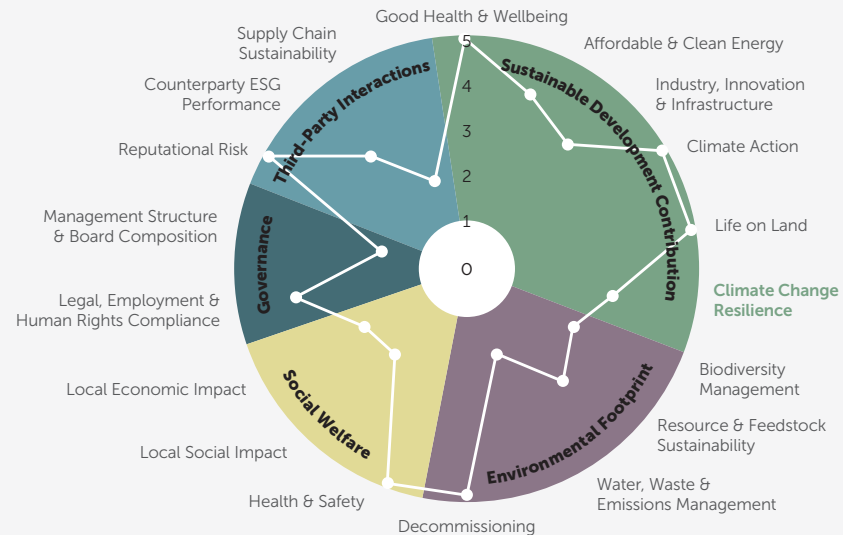 Good Health & Wellbeing
Affordable & Clean Energy
Industry, Innovation
& Infrastructure
Climate Action
Life on Land
Climate Change
Resilience
Biodiversity
Management
Resource & Feedstock
Sustainability
Water, Waste &
Emissions Management
Decommissioning
Health & Safety
Local Social Impact
Local Economic Impact
Legal, Employment &
Human Rights Compliance
Management Structure
& Board Composition
Reputational Risk
Counterparty ESG
Performance
Supply Chain
Sustainability
Third-Party Interactions
Sustainable Development Contribution
Environmental Footprint
Social Welfare
Governance
5
4
3
2
1
0